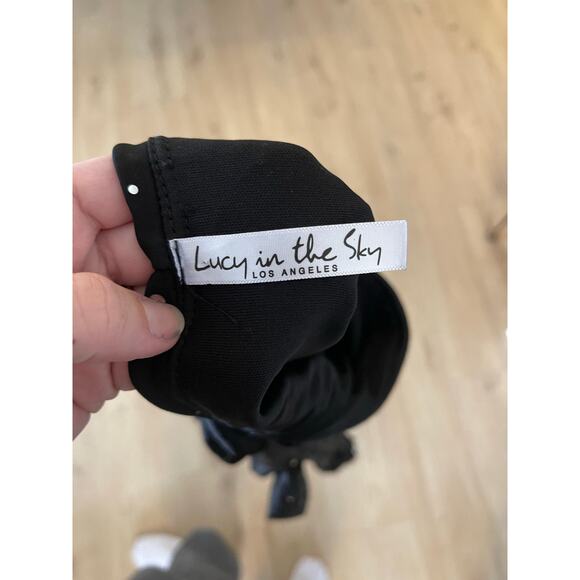 Lucy in the Sky
LOS ANGELES